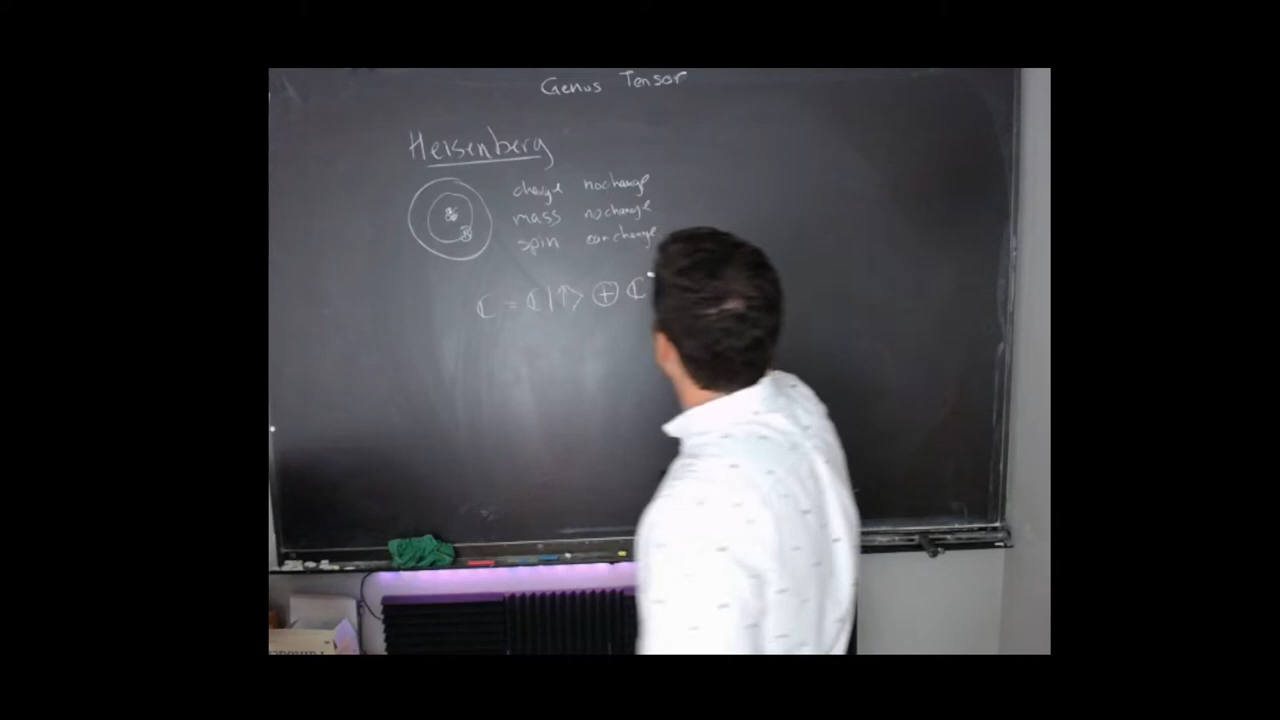 Genus Tensor
Heisenberg
charge no change
mass no change
spin can change
ℂ = ℂ|↑⟩ ⊕ ℂ